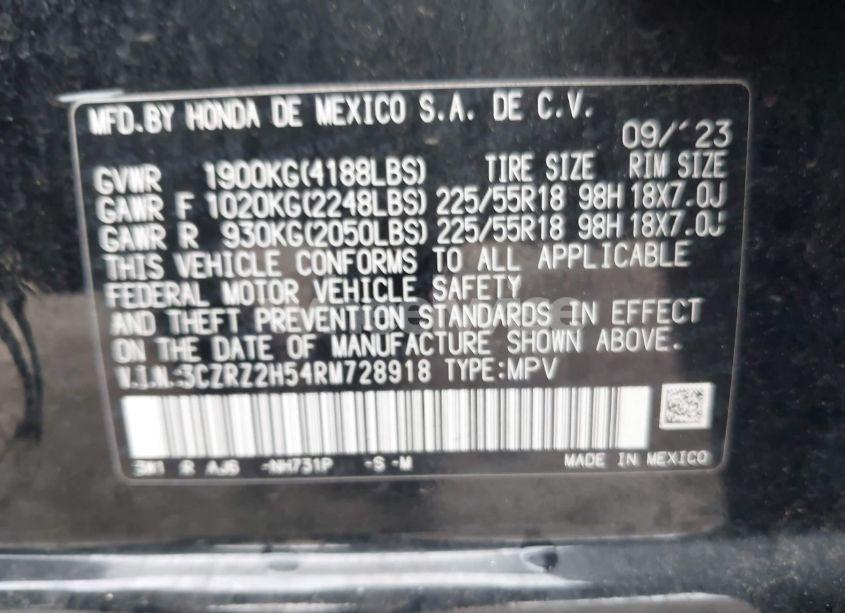 MFD.BY HONDA DE MEXICO S.A. DE C.V.
09/'23
GVWR 1900KG(4188LBS) TIRE SIZE RIM SIZE
GAWR F 1020KG(2248LBS) 225/55R18 98H 18X7.0J
GAWR R 930KG(2050LBS) 225/55R18 98H 18X7.0J
THIS VEHICLE CONFORMS TO ALL APPLICABLE
FEDERAL MOTOR VEHICLE SAFETY
AND THEFT PREVENTION STANDARDS IN EFFECT
ON THE DATE OF MANUFACTURE SHOWN ABOVE.
V.I.N.:3CZRZ2H54RM728918 TYPE:MPV
3W1 R AJ6 -NH731P -S -M MADE IN MEXICO